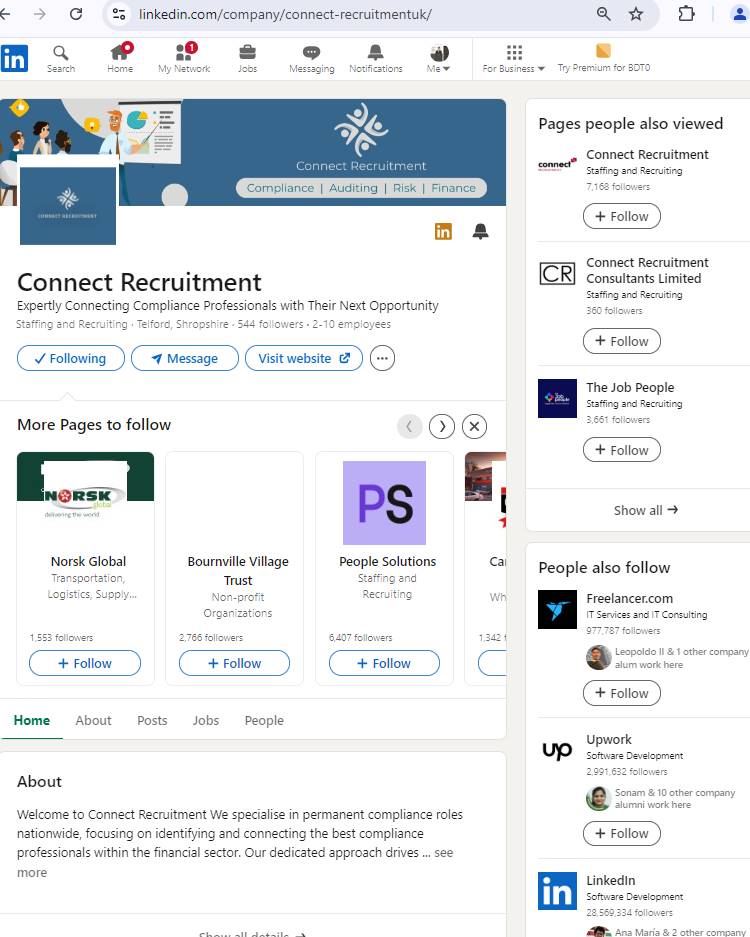 linkedin.com/company/connect-recruitmentuk/
in
Search
Home
1
My Network
Jobs
Messaging
Notifications
Me
For Business
Try Premium for BDT0
Connect Recruitment
Compliance | Auditing | Risk | Finance
CONNECT RECRUITMENT
in
Connect Recruitment
Expertly Connecting Compliance Professionals with Their Next Opportunity
Staffing and Recruiting · Telford, Shropshire · 544 followers · 2-10 employees
Following
Message
Visit website
More Pages to follow
NORSK
global
delivering the world
Norsk Global
Transportation,
Logistics, Supply...
1,553 followers
+ Follow
Bournville Village
Trust
Non-profit
Organizations
2,766 followers
+ Follow
PS
People Solutions
Staffing and
Recruiting
6,407 followers
+ Follow
Ca
Wh
1,342 f
Home
About
Posts
Jobs
People
About
Welcome to Connect Recruitment We specialise in permanent compliance roles
nationwide, focusing on identifying and connecting the best compliance
professionals within the financial sector. Our dedicated approach drives ... see
more
Show all details →
Pages people also viewed
connect
RECRUITMENT
Connect Recruitment
Staffing and Recruiting
7,168 followers
+ Follow
CR
Connect Recruitment
Consultants Limited
Staffing and Recruiting
360 followers
+ Follow
The Job People
Staffing and Recruiting
3,661 followers
+ Follow
Show all →
People also follow
Freelancer.com
IT Services and IT Consulting
977,787 followers
Leopoldo II & 1 other company
alum work here
+ Follow
up
Upwork
Software Development
2,991,632 followers
Sonam & 10 other company
alumni work here
+ Follow
in
LinkedIn
Software Development
28,569,334 followers
Ana María & 2 other company